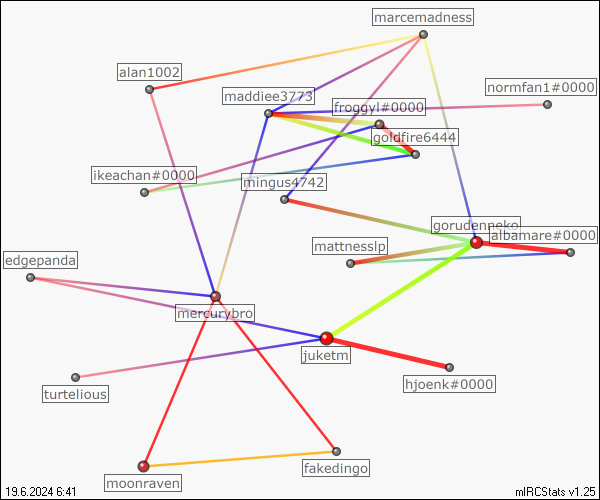 marcemadness
alan1002
normfan1#0000
maddiee3773
froggyl#0000
goldfire6444
ikeachan#0000
mingus4742
gorudenneko
albamare#0000
mattnesslp
edgepanda
mercurybro
juketm
hjoenk#0000
turtelious
fakedingo
moonraven
19.6.2024 6:41
mIRCStats v1.25